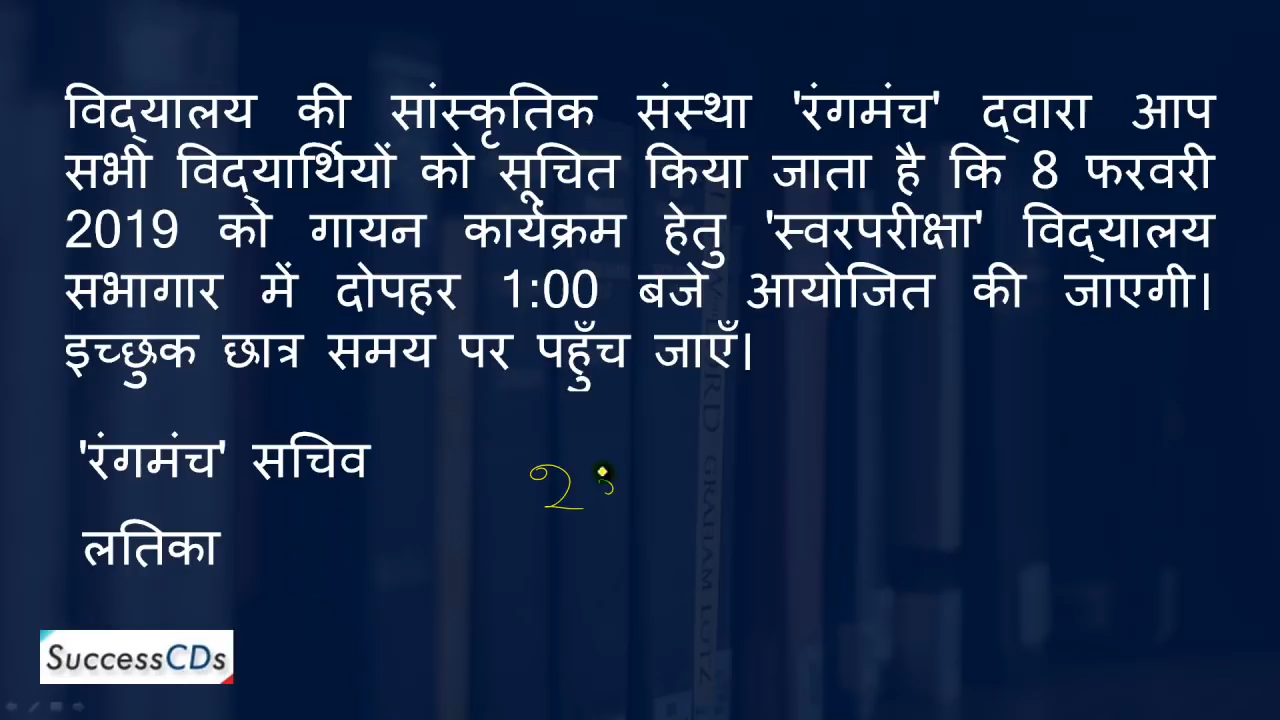 विद्यालय की सांस्कृतिक संस्था 'रंगमंच' द्वारा आप
सभी विद्यार्थियों को सूचित किया जाता है कि 8 फरवरी
2019 को गायन कार्यक्रम हेतु 'स्वरपरीक्षा' विद्यालय
सभागार में दोपहर 1:00 बजे आयोजित की जाएगी।
इच्छुक छात्र समय पर पहुँच जाएँ।
'रंगमंच' सचिव
2
लतिका
SuccessCDs